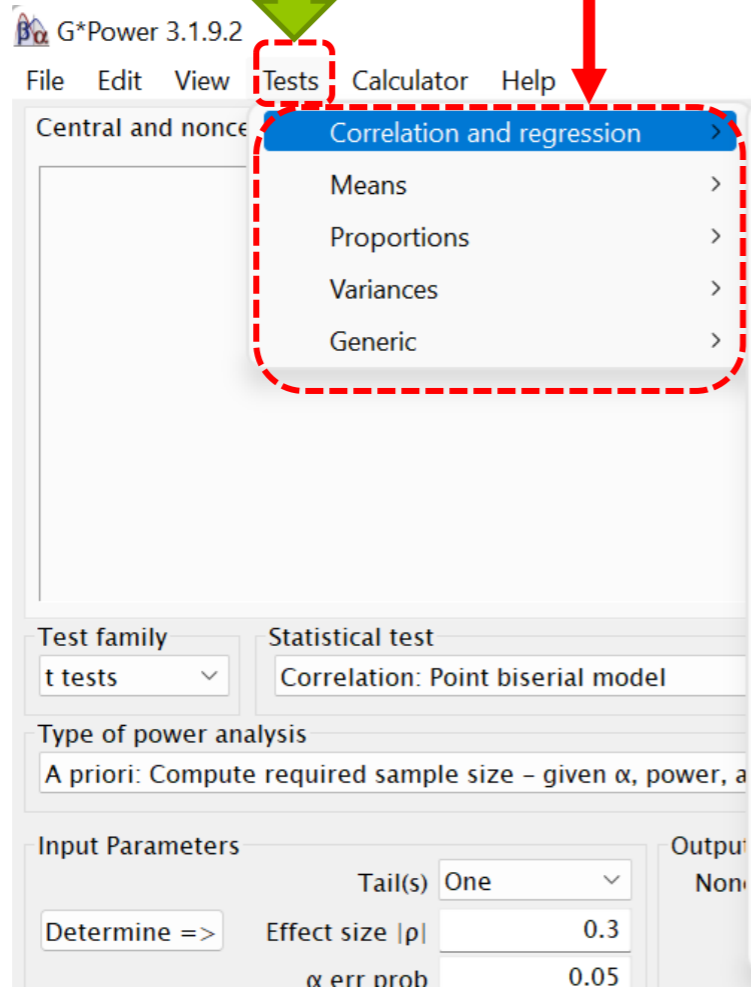 βα G*Power 3.1.9.2
File Edit View Tests Calculator Help
Central and nonce
Correlation and regression >
Means >
Proportions >
Variances >
Generic >
Test family Statistical test
t tests Correlation: Point biserial model
Type of power analysis
A priori: Compute required sample size – given α, power, a
Input Parameters Output
Tail(s) One Non
Determine => Effect size |ρ| 0.3
α err prob 0.05